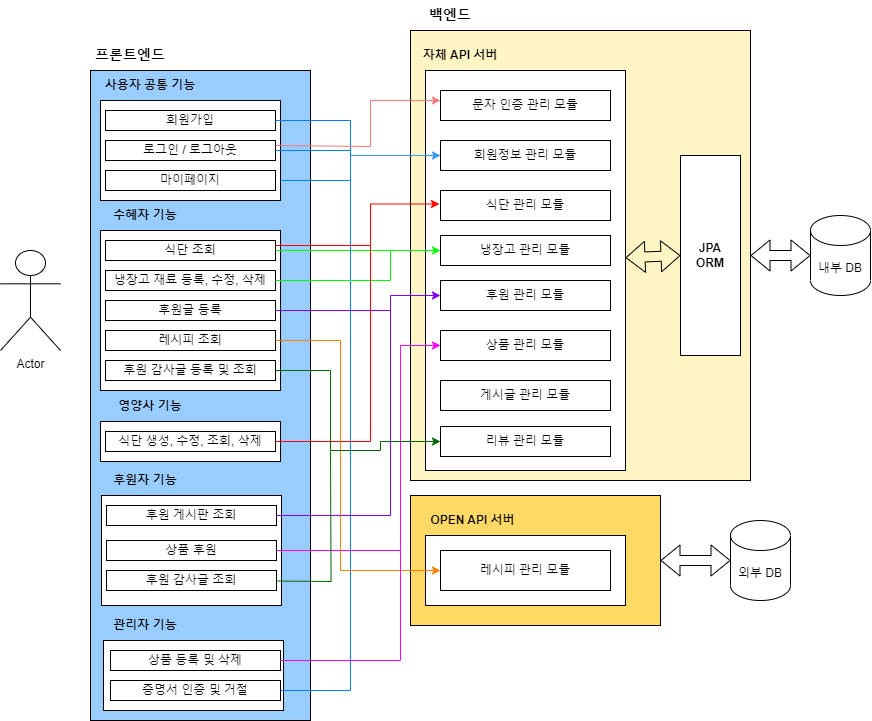 백엔드
프론트엔드
사용자 공통 기능
회원가입
로그인 / 로그아웃
마이페이지
수혜자 기능
식단 조회
냉장고 재료 등록, 수정, 삭제
후원글 등록
레시피 조회
후원 감사글 등록 및 조회
영양사 기능
식단 생성, 수정, 조회, 삭제
후원자 기능
후원 게시판 조회
상품 후원
후원 감사글 조회
관리자 기능
상품 등록 및 삭제
증명서 인증 및 거절
Actor
자체 API 서버
문자 인증 관리 모듈
회원정보 관리 모듈
식단 관리 모듈
냉장고 관리 모듈
후원 관리 모듈
상품 관리 모듈
게시글 관리 모듈
리뷰 관리 모듈
JPA
ORM
내부 DB
OPEN API 서버
레시피 관리 모듈
외부 DB